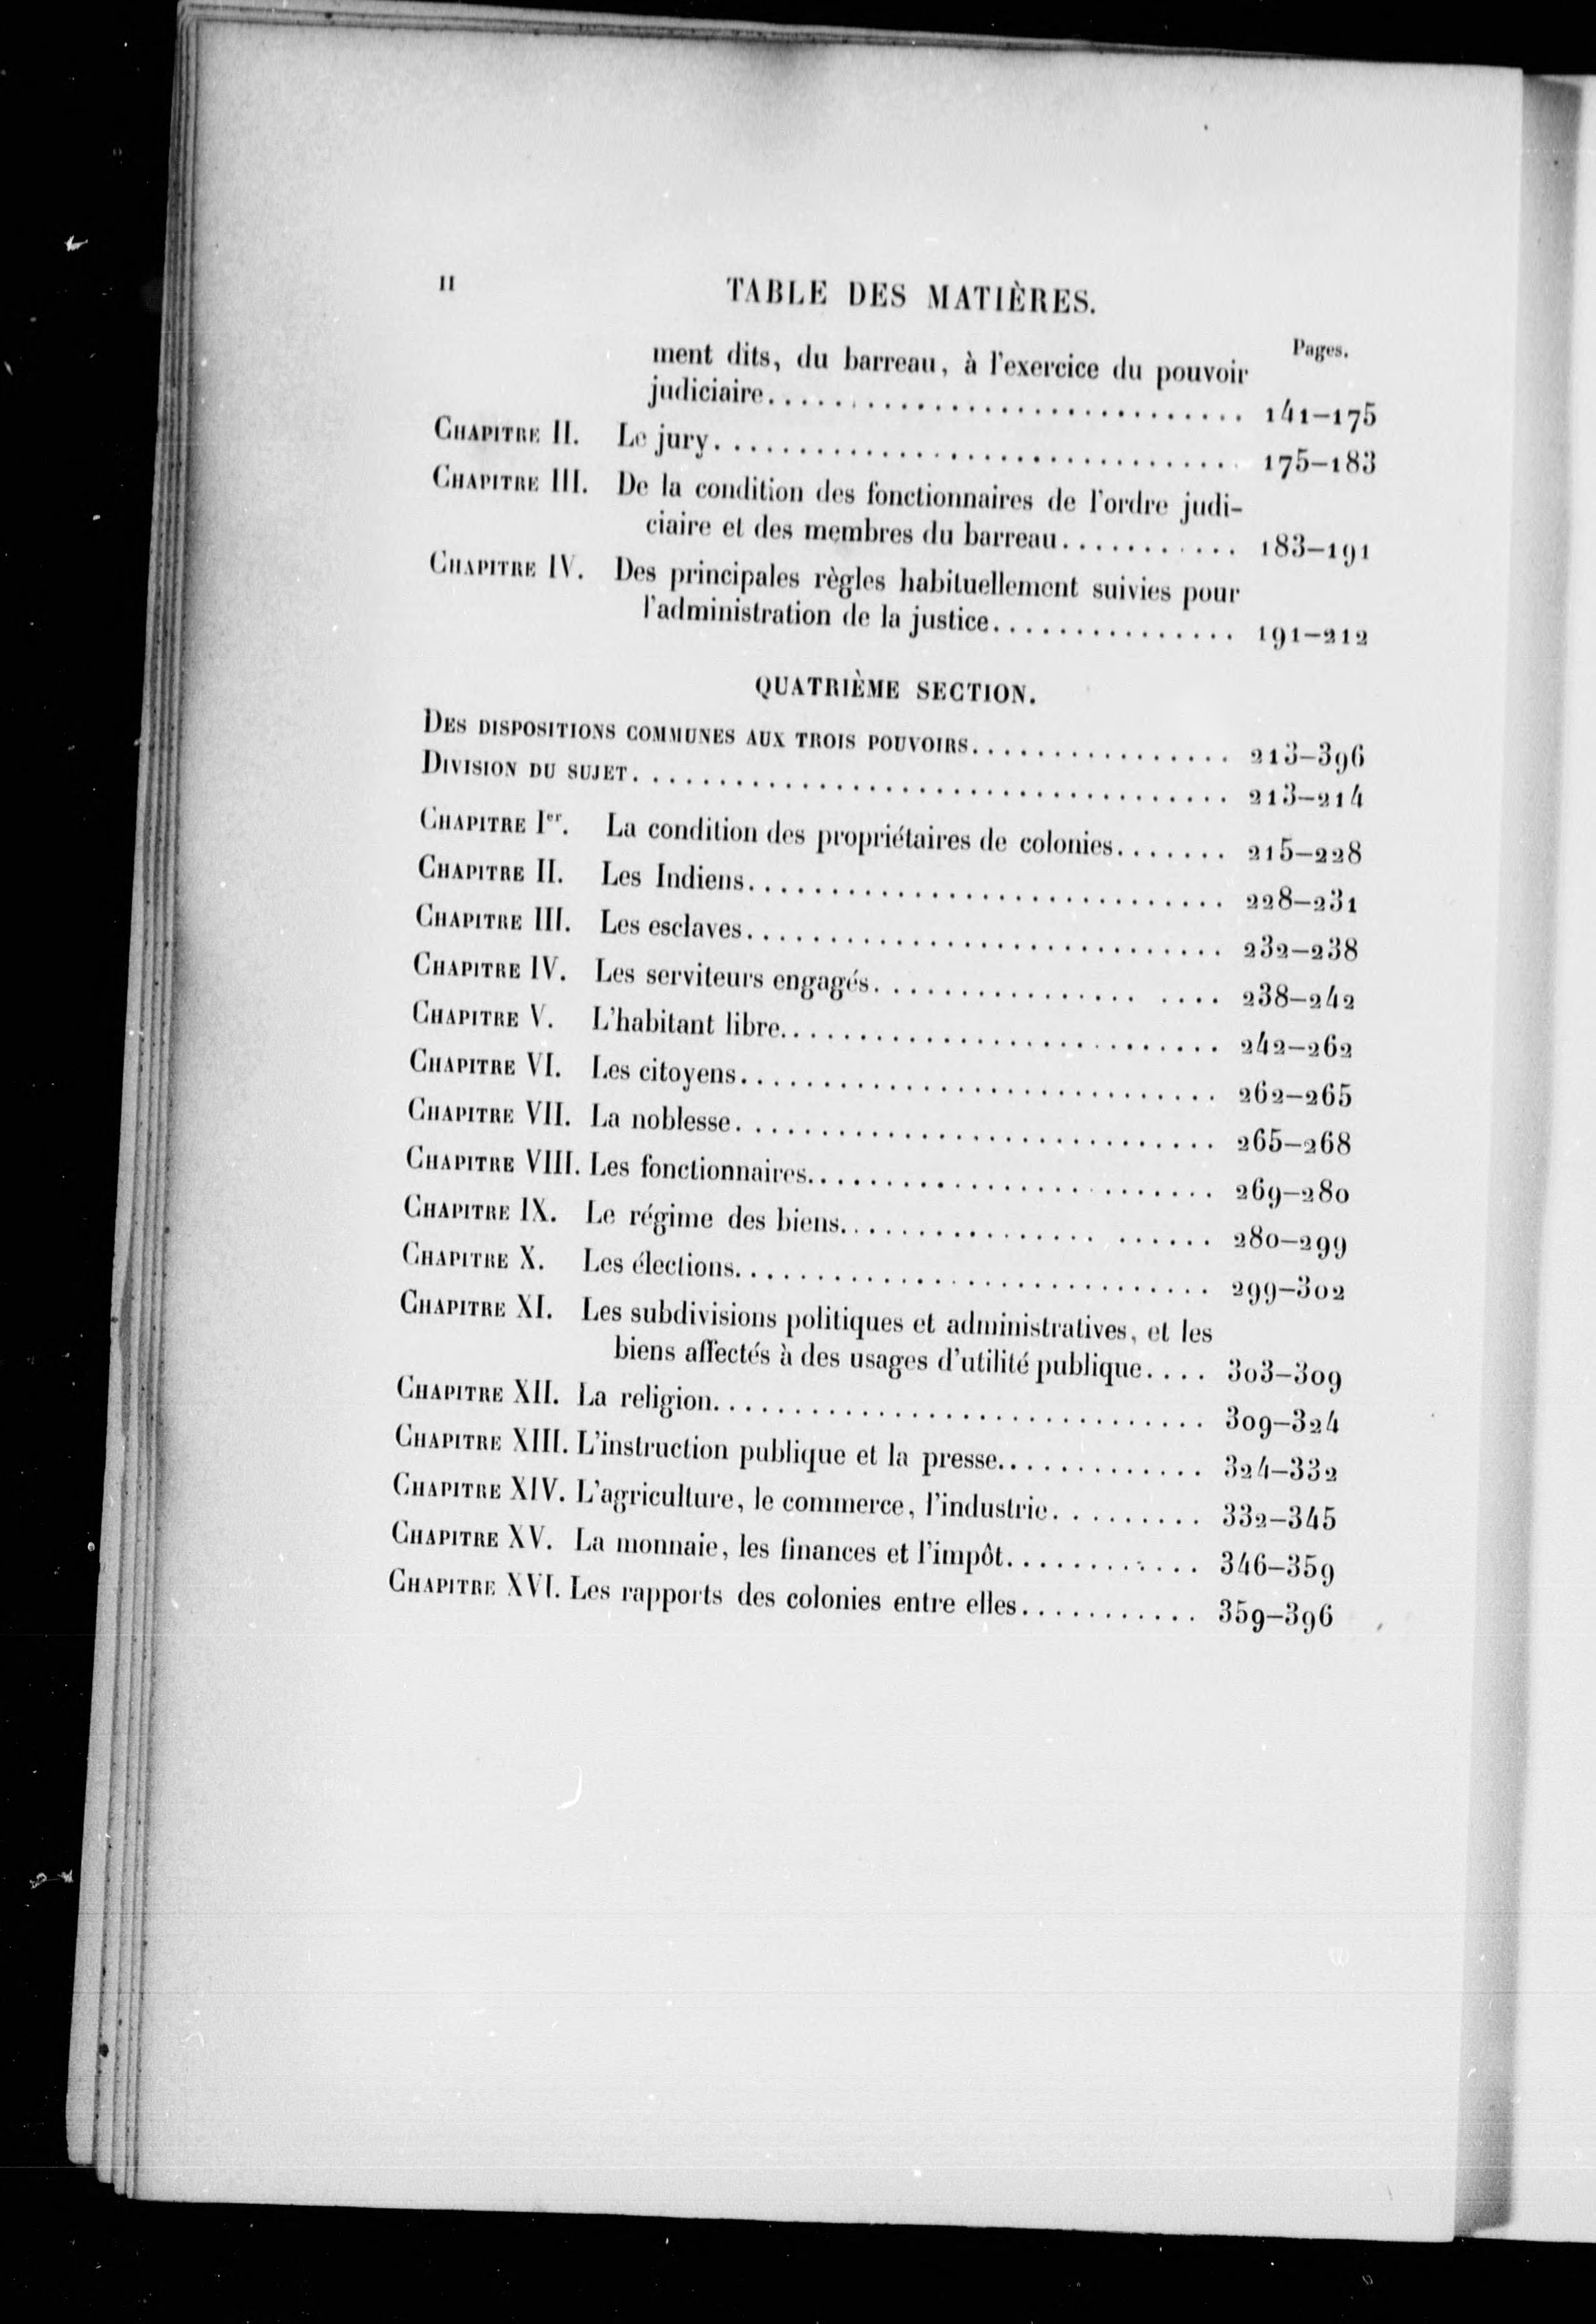 II
TABLE DES MATIÈRES.
Pages.
ment dits, du barreau, à l'exercice du pouvoir
judiciaire.............................. 141–175
CHAPITRE II. Le jury................................ 175–183
CHAPITRE III. De la condition des fonctionnaires de l'ordre judi-
ciaire et des membres du barreau........... 183–191
CHAPITRE IV. Des principales règles habituellement suivies pour
l'administration de la justice............... 191–212
QUATRIÈME SECTION.
DES DISPOSITIONS COMMUNES AUX TROIS POUVOIRS................ 213–396
DIVISION DU SUJET..................................... 213–214
CHAPITRE Ier. La condition des propriétaires de colonies....... 215–228
CHAPITRE II. Les Indiens.............................. 228–231
CHAPITRE III. Les esclaves.............................. 232–238
CHAPITRE IV. Les serviteurs engagés................ .... 238–242
CHAPITRE V. L'habitant libre........................... 242–262
CHAPITRE VI. Les citoyens.............................. 262–265
CHAPITRE VII. La noblesse.............................. 265–268
CHAPITRE VIII. Les fonctionnaires......................... 269–280
CHAPITRE IX. Le régime des biens................ ...... 280–299
CHAPITRE X. Les élections............................. 299–302
CHAPITRE XI. Les subdivisions politiques et administratives, et les
biens affectés à des usages d'utilité publique.... 303–309
CHAPITRE XII. La religion.............................. 309–324
CHAPITRE XIII. L'instruction publique et la presse............. 324–332
CHAPITRE XIV. L'agriculture, le commerce, l'industrie......... 332–345
CHAPITRE XV. La monnaie, les finances et l'impôt............ 346–359
CHAPITRE XVI. Les rapports des colonies entre elles........... 359–396